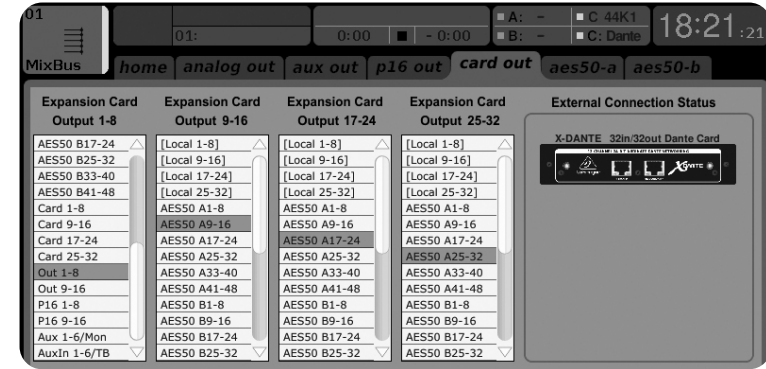 01
MixBus
01:
0:00
- 0:00
A: -
B: -
C 44K1
C: Dante
18:21 :21
home
analog out
aux out
p16 out
card out
aes50-a
aes50-b
Expansion Card
Output 1-8
AES50 B17-24
AES50 B25-32
AES50 B33-40
AES50 B41-48
Card 1-8
Card 9-16
Card 17-24
Card 25-32
Out 1-8
Out 9-16
P16 1-8
P16 9-16
Aux 1-6/Mon
AuxIn 1-6/TB
Expansion Card
Output 9-16
[Local 1-8]
[Local 9-16]
[Local 17-24]
[Local 25-32]
AES50 A1-8
AES50 A9-16
AES50 A17-24
AES50 A25-32
AES50 A33-40
AES50 A41-48
AES50 B1-8
AES50 B9-16
AES50 B17-24
AES50 B25-32
Expansion Card
Output 17-24
[Local 1-8]
[Local 9-16]
[Local 17-24]
[Local 25-32]
AES50 A1-8
AES50 A9-16
AES50 A17-24
AES50 A25-32
AES50 A33-40
AES50 A41-48
AES50 B1-8
AES50 B9-16
AES50 B17-24
AES50 B25-32
Expansion Card
Output 25-32
[Local 1-8]
[Local 9-16]
[Local 17-24]
[Local 25-32]
AES50 A1-8
AES50 A9-16
AES50 A17-24
AES50 A25-32
AES50 A33-40
AES50 A41-48
AES50 B1-8
AES50 B9-16
AES50 B17-24
AES50 B25-32
External Connection Status
X-DANTE 32in/32out Dante Card